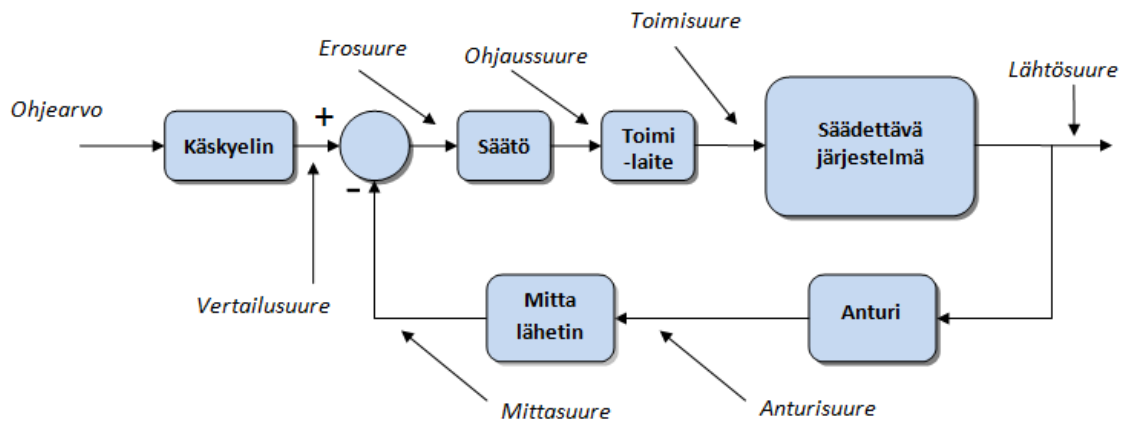 Toimisuure
Erosuure
Ohjaussuure
Lähtösuure
Ohjearvo
+
Käskyelin
Säätö
Toimi
-laite
Säädettävä
järjestelmä
-
Vertailusuure
Mitta
lähetin
Anturi
Mittasuure
Anturisuure